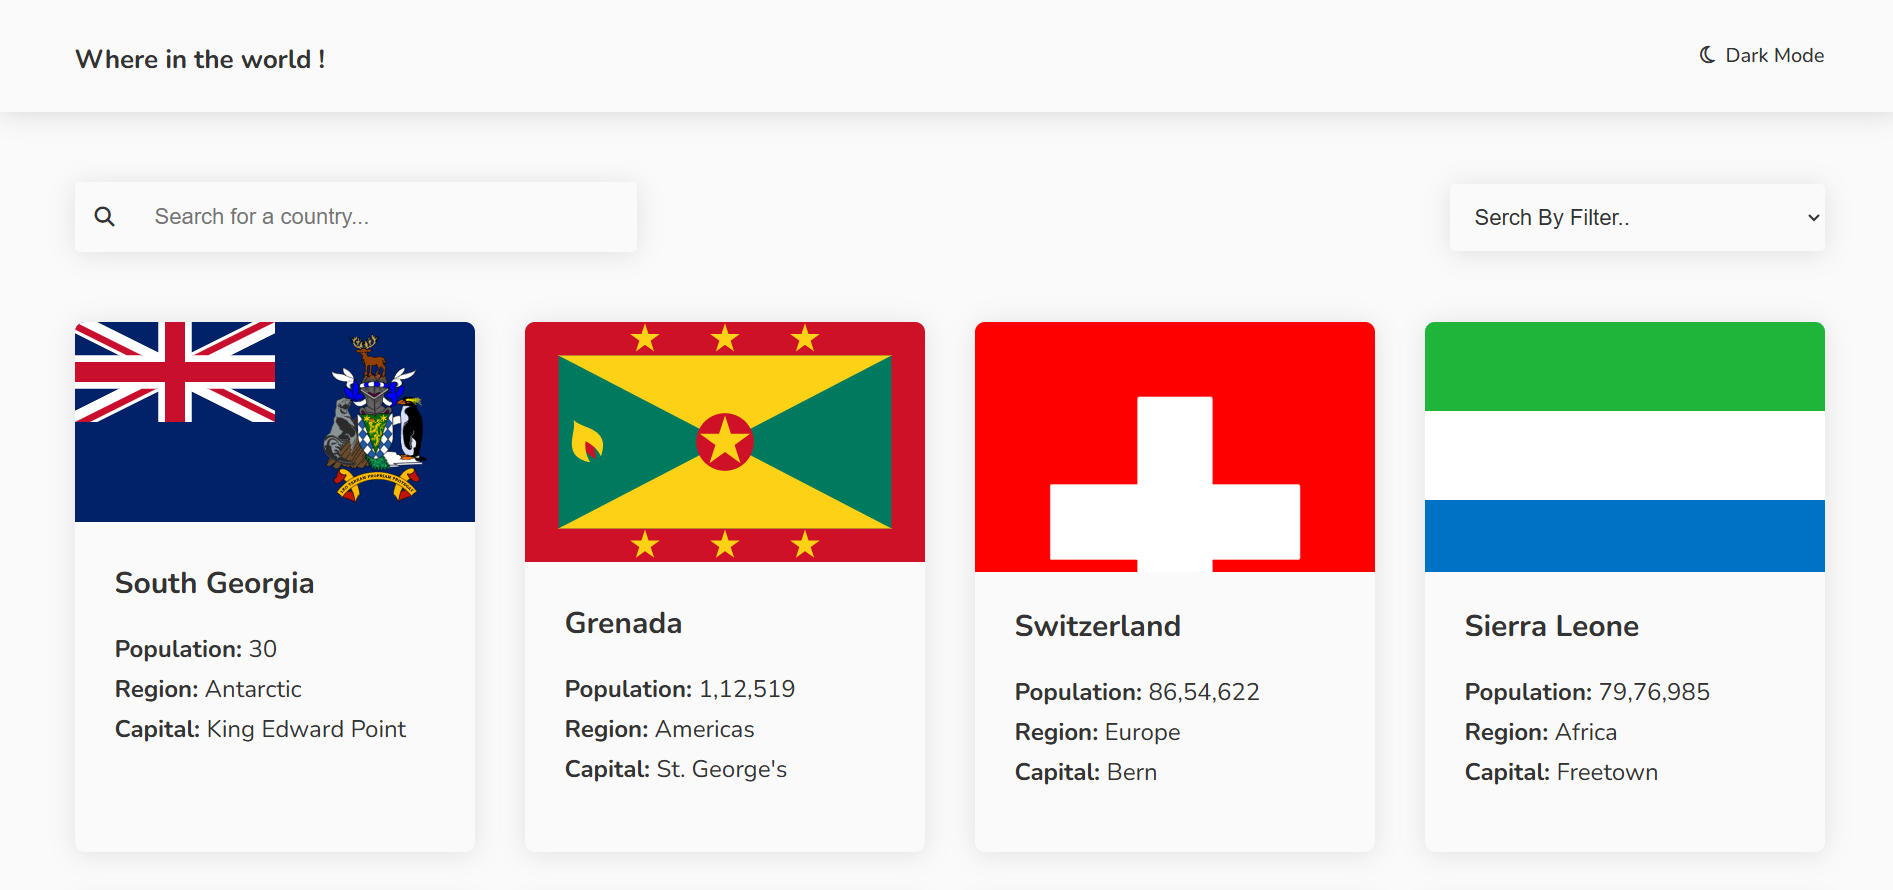 Where in the world !
Dark Mode
Search for a country...
Serch By Filter..
South Georgia
Population: 30
Region: Antarctic
Capital: King Edward Point
Grenada
Population: 1,12,519
Region: Americas
Capital: St. George's
Switzerland
Population: 86,54,622
Region: Europe
Capital: Bern
Sierra Leone
Population: 79,76,985
Region: Africa
Capital: Freetown